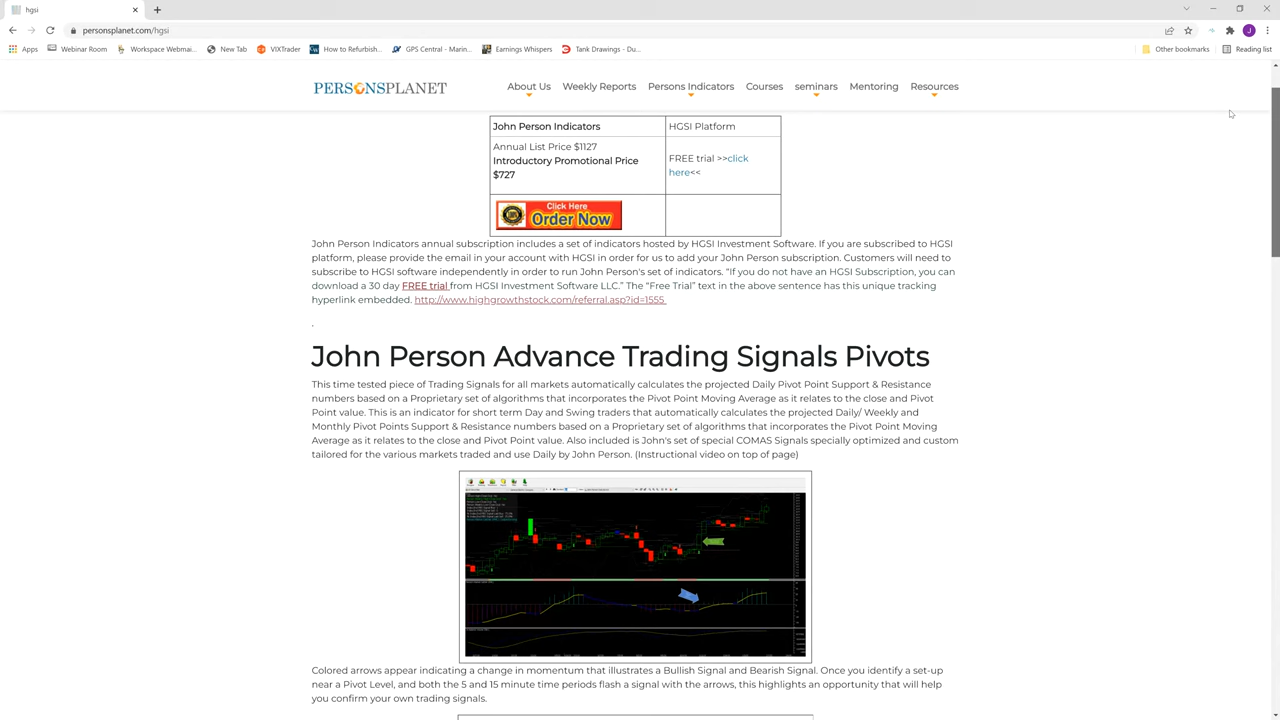 hgsi
personsplanet.com/hgsi
Apps Webinar Room Workspace Webmai... New Tab VIXTrader How to Refurbish... GPS Central - Marin... Earnings Whispers Tank Drawings - Du... Other bookmarks Reading list
PERSONSPLANET About Us Weekly Reports Persons Indicators Courses seminars Mentoring Resources
John Person Indicators HGSI Platform
Annual List Price $1127
Introductory Promotional Price
$727
FREE trial >>click
here<<
Click Here
Order Now
John Person Indicators annual subscription includes a set of indicators hosted by HGSI Investment Software. If you are subscribed to HGSI
platform, please provide the email in your account with HGSI in order for us to add your John Person subscription. Customers will need to
subscribe to HGSI software independently in order to run John Person's set of indicators. "If you do not have an HGSI Subscription, you can
download a 30 day FREE trial from HGSI Investment Software LLC." The "Free Trial" text in the above sentence has this unique tracking
hyperlink embedded. http://www.highgrowthstock.com/referral.asp?id=1555
.
John Person Advance Trading Signals Pivots
This time tested piece of Trading Signals for all markets automatically calculates the projected Daily Pivot Point Support & Resistance
numbers based on a Proprietary set of algorithms that incorporates the Pivot Point Moving Average as it relates to the close and Pivot
Point value. This is an indicator for short term Day and Swing traders that automatically calculates the projected Daily/ Weekly and
Monthly Pivot Points Support & Resistance numbers based on a Proprietary set of algorithms that incorporates the Pivot Point Moving
Average as it relates to the close and Pivot Point value. Also included is John's set of special COMAS Signals specially optimized and custom
tailored for the various markets traded and use Daily by John Person. (Instructional video on top of page)
Colored arrows appear indicating a change in momentum that illustrates a Bullish Signal and Bearish Signal. Once you identify a set-up
near a Pivot Level, and both the 5 and 15 minute time periods flash a signal with the arrows, this highlights an opportunity that will help
you confirm your own trading signals.